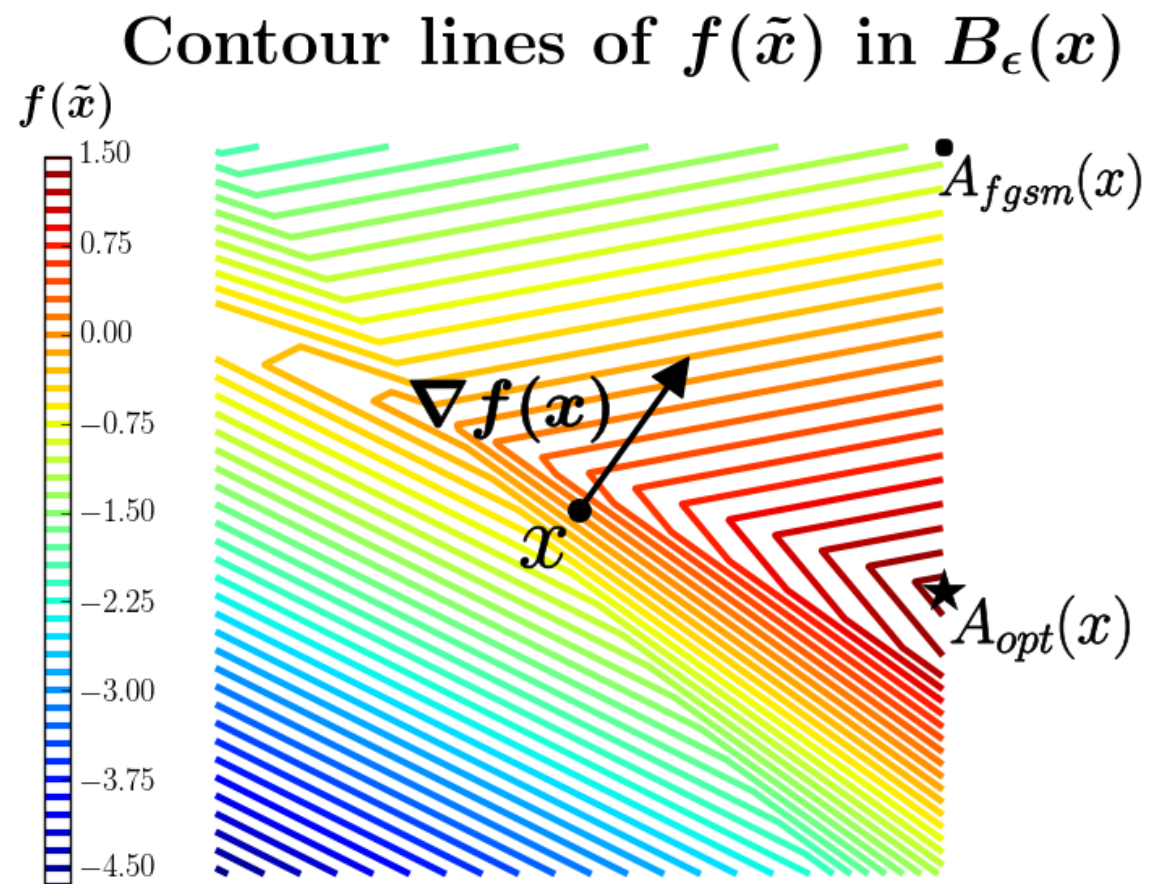 Contour lines of f(x̃) in B_ϵ(x)
f(x̃)
1.50
0.75
0.00
−0.75
−1.50
−2.25
−3.00
−3.75
−4.50
A_fgsm(x)
∇f(x)
x
A_opt(x)